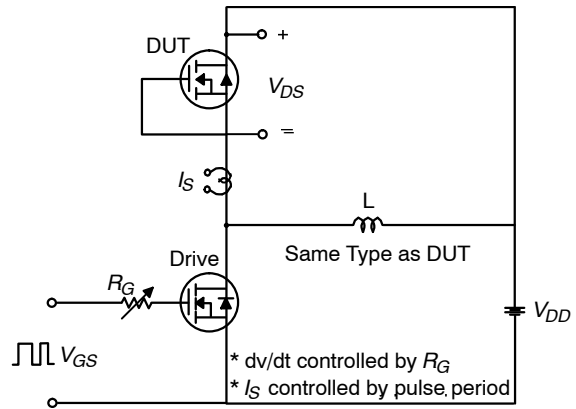 DUT
+
V_DS
=
I_S
L
Same Type as DUT
Drive
R_G
V_DD
V_GS
* dv/dt controlled by R_G
* I_S controlled by pulse period